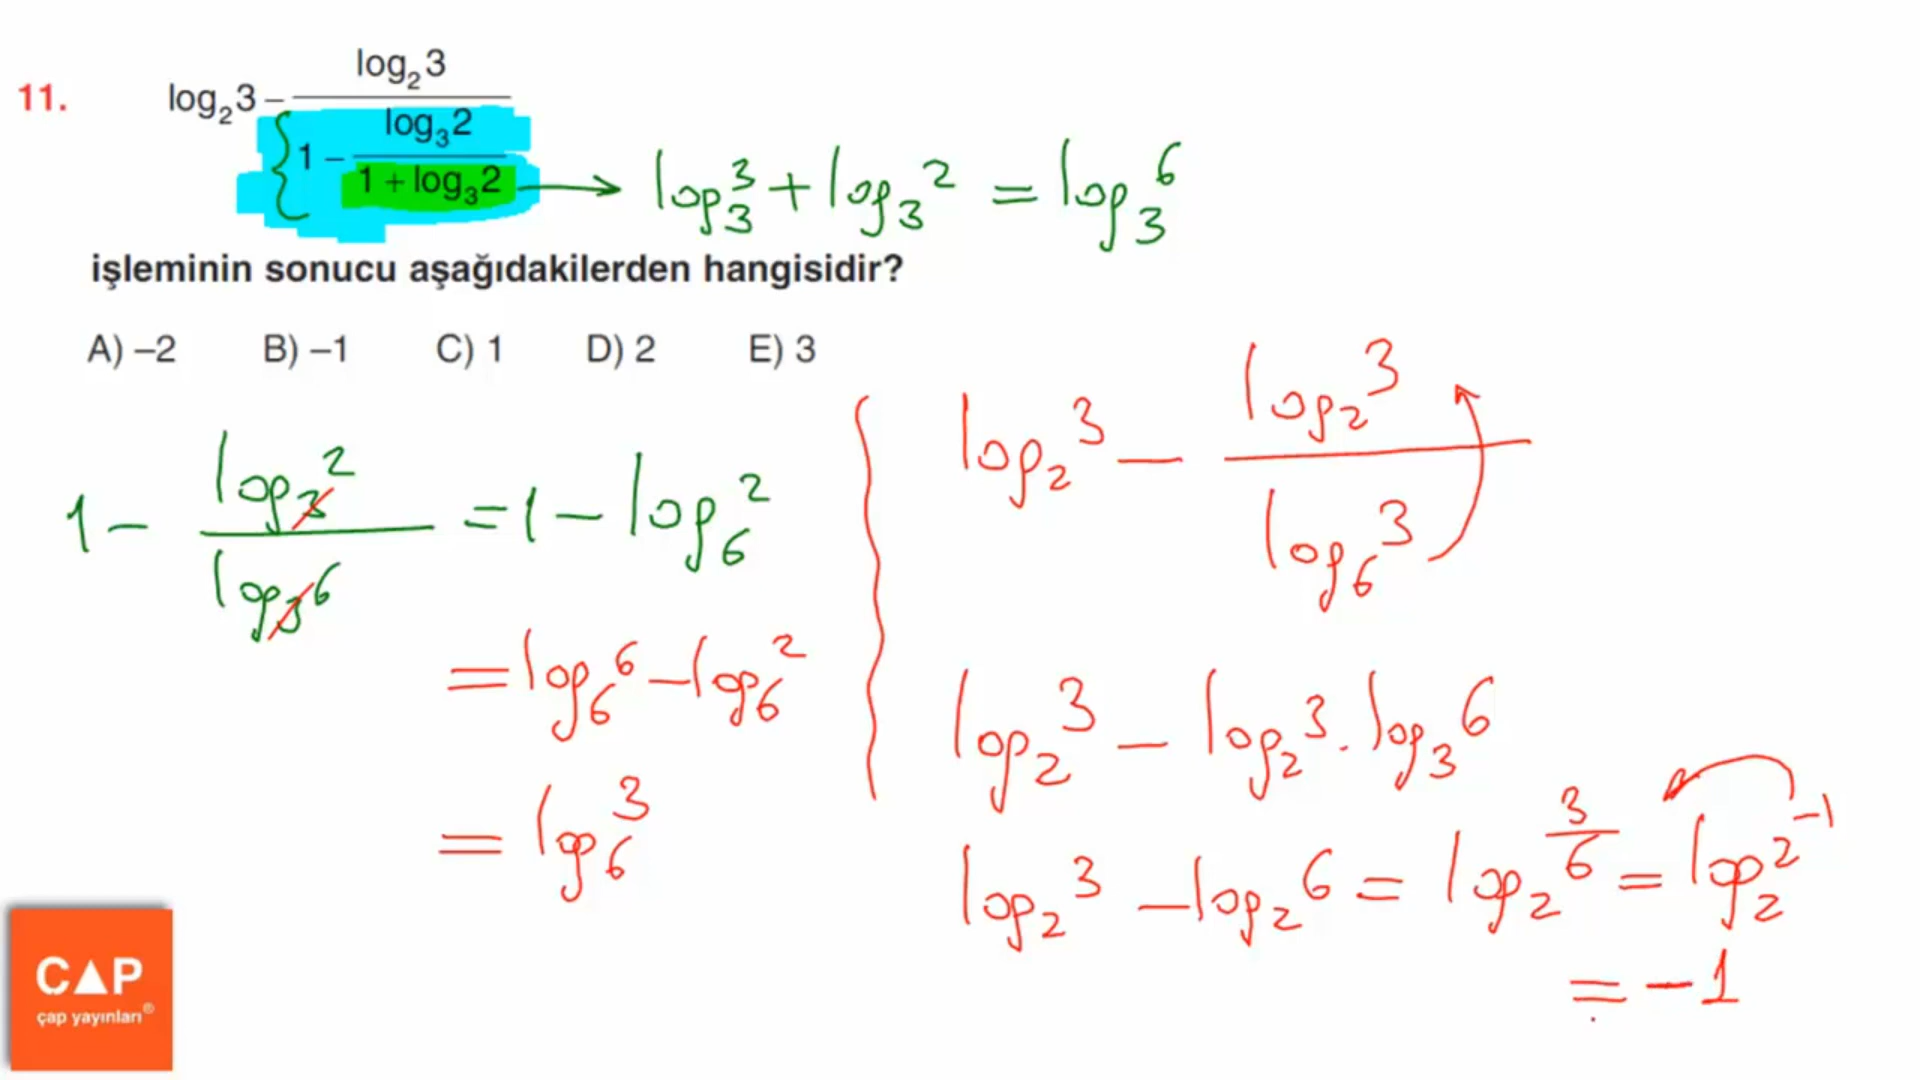 11. log₂3 – log₂3 / (1 – log₃2 / (1 + log₃2))
→ log₃3 + log₃2 = log₃6
işleminin sonucu aşağıdakilerden hangisidir?
A) –2 B) –1 C) 1 D) 2 E) 3
1 – log₃2 / log₃6 = 1 – log₆2
= log₆6 – log₆2
= log₆3
log₂3 – log₂3 / log₆3
log₂3 – log₂3 . log₃6
log₂3 – log₂6 = log₂ 3/6 = log₂2⁻¹
= –1
CAP
çap yayınları®